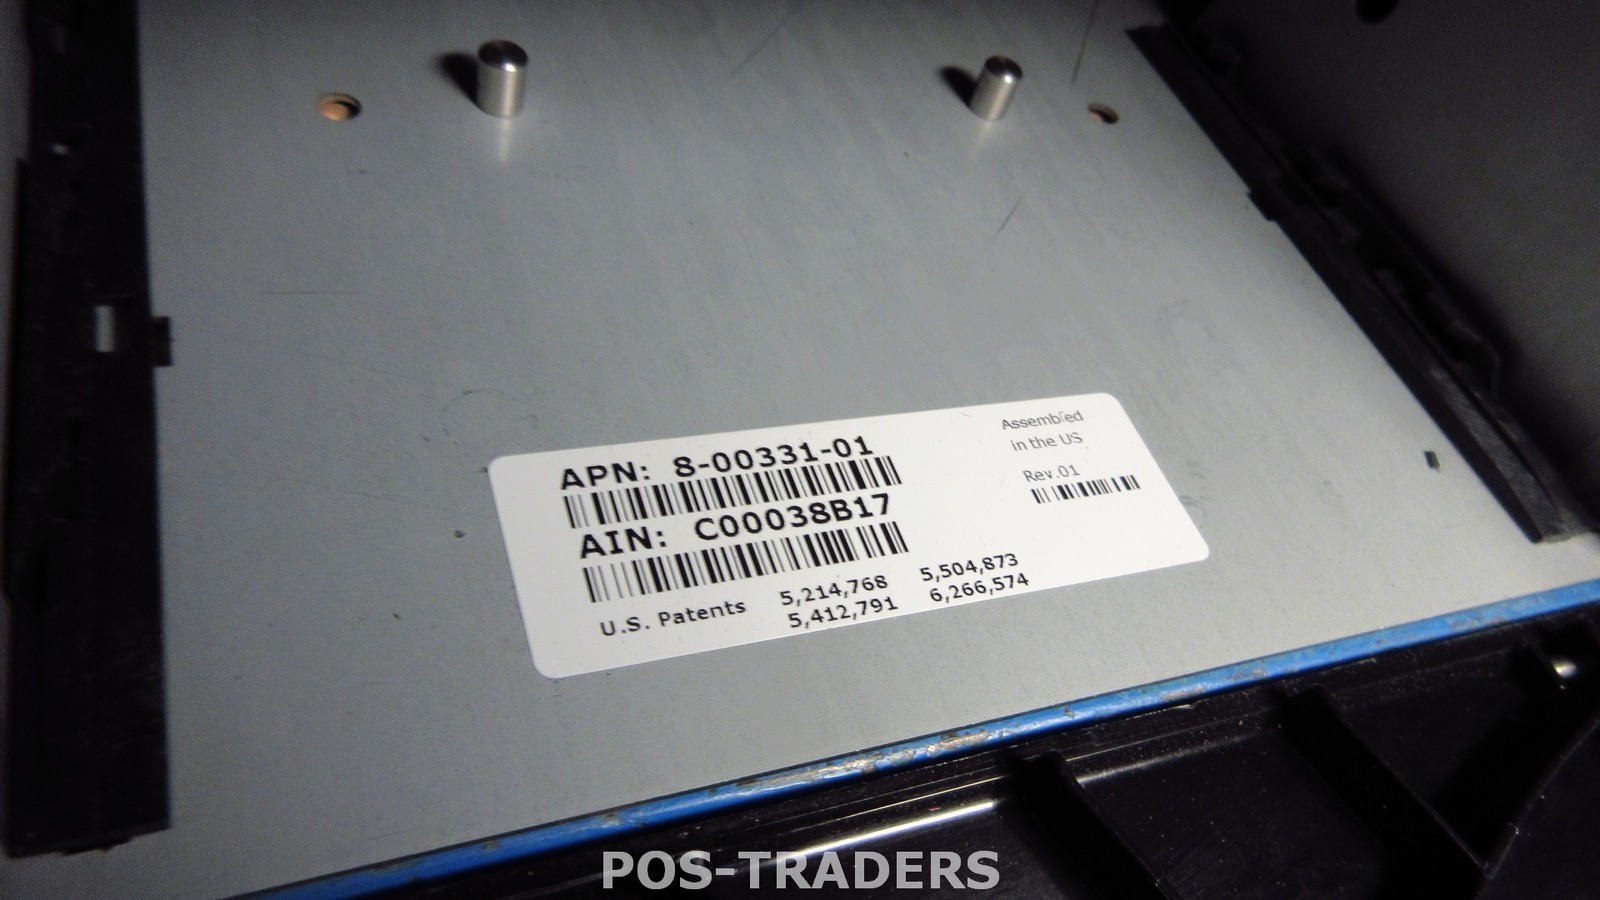 APN: 8-00331-01
AIN: C00038B17
U.S. Patents 5,214,768 5,504,873
5,412,791 6,266,574
Assembled
in the US
Rev.01
POS-TRADERS